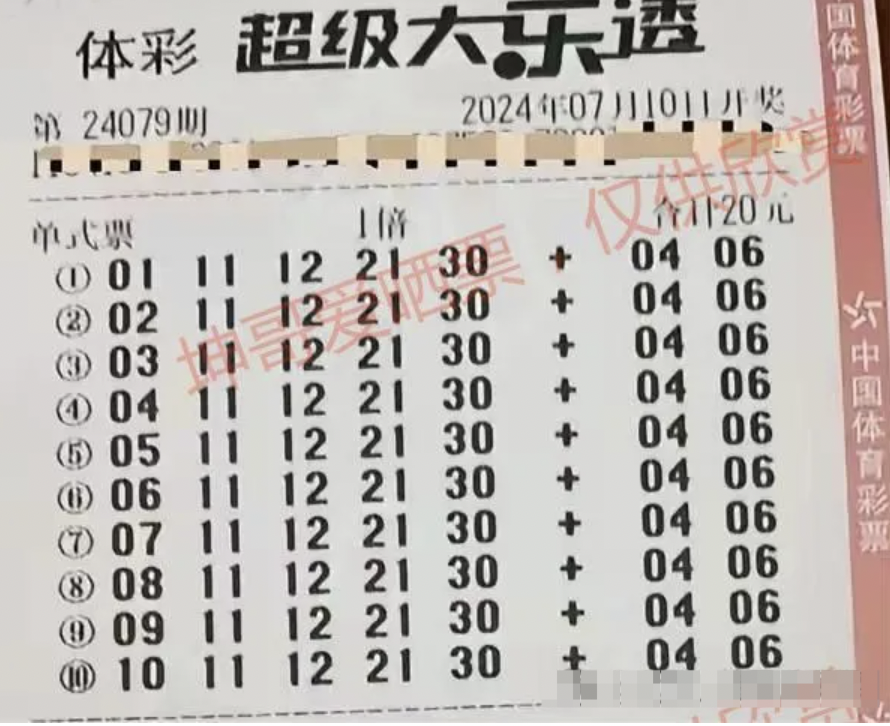 体彩 超级大乐透
第 24079期
2024年07月10日开奖
单式票 1倍 合计20元
① 01 11 12 21 30 + 04 06
② 02 11 12 21 30 + 04 06
③ 03 11 12 21 30 + 04 06
④ 04 11 12 21 30 + 04 06
⑤ 05 11 12 21 30 + 04 06
⑥ 06 11 12 21 30 + 04 06
⑦ 07 11 12 21 30 + 04 06
⑧ 08 11 12 21 30 + 04 06
⑨ 09 11 12 21 30 + 04 06
⑩ 10 11 12 21 30 + 04 06
坤哥爱晒票 仅供欣赏
国体育彩票
中国体育彩票